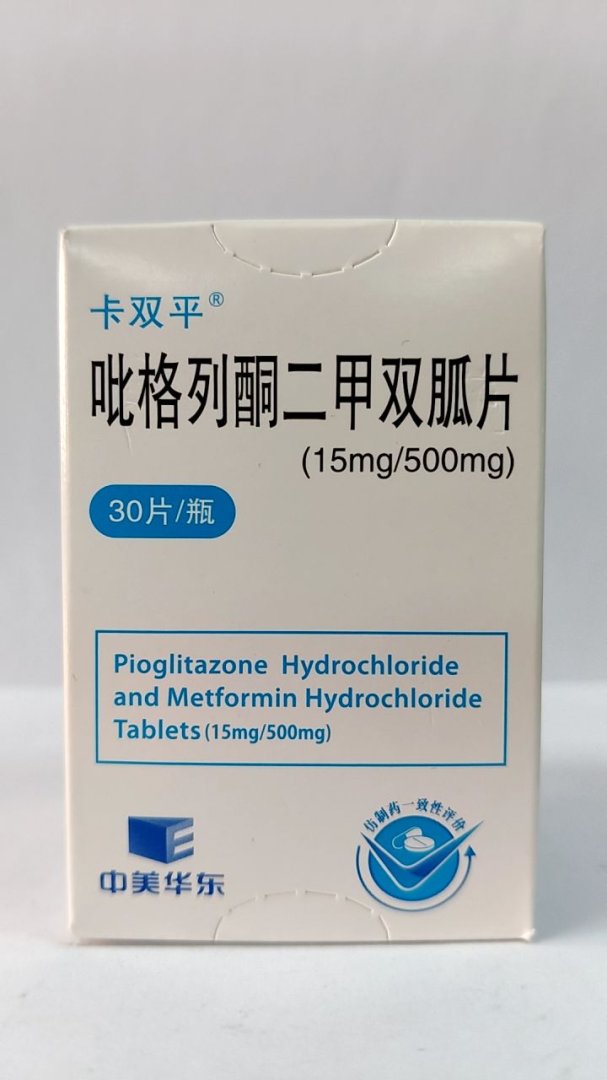 卡双平®
吡格列酮二甲双胍片
(15mg/500mg)
30片/瓶
Pioglitazone Hydrochloride
and Metformin Hydrochloride
Tablets (15mg/500mg)
仿制药一致性评价
中美华东